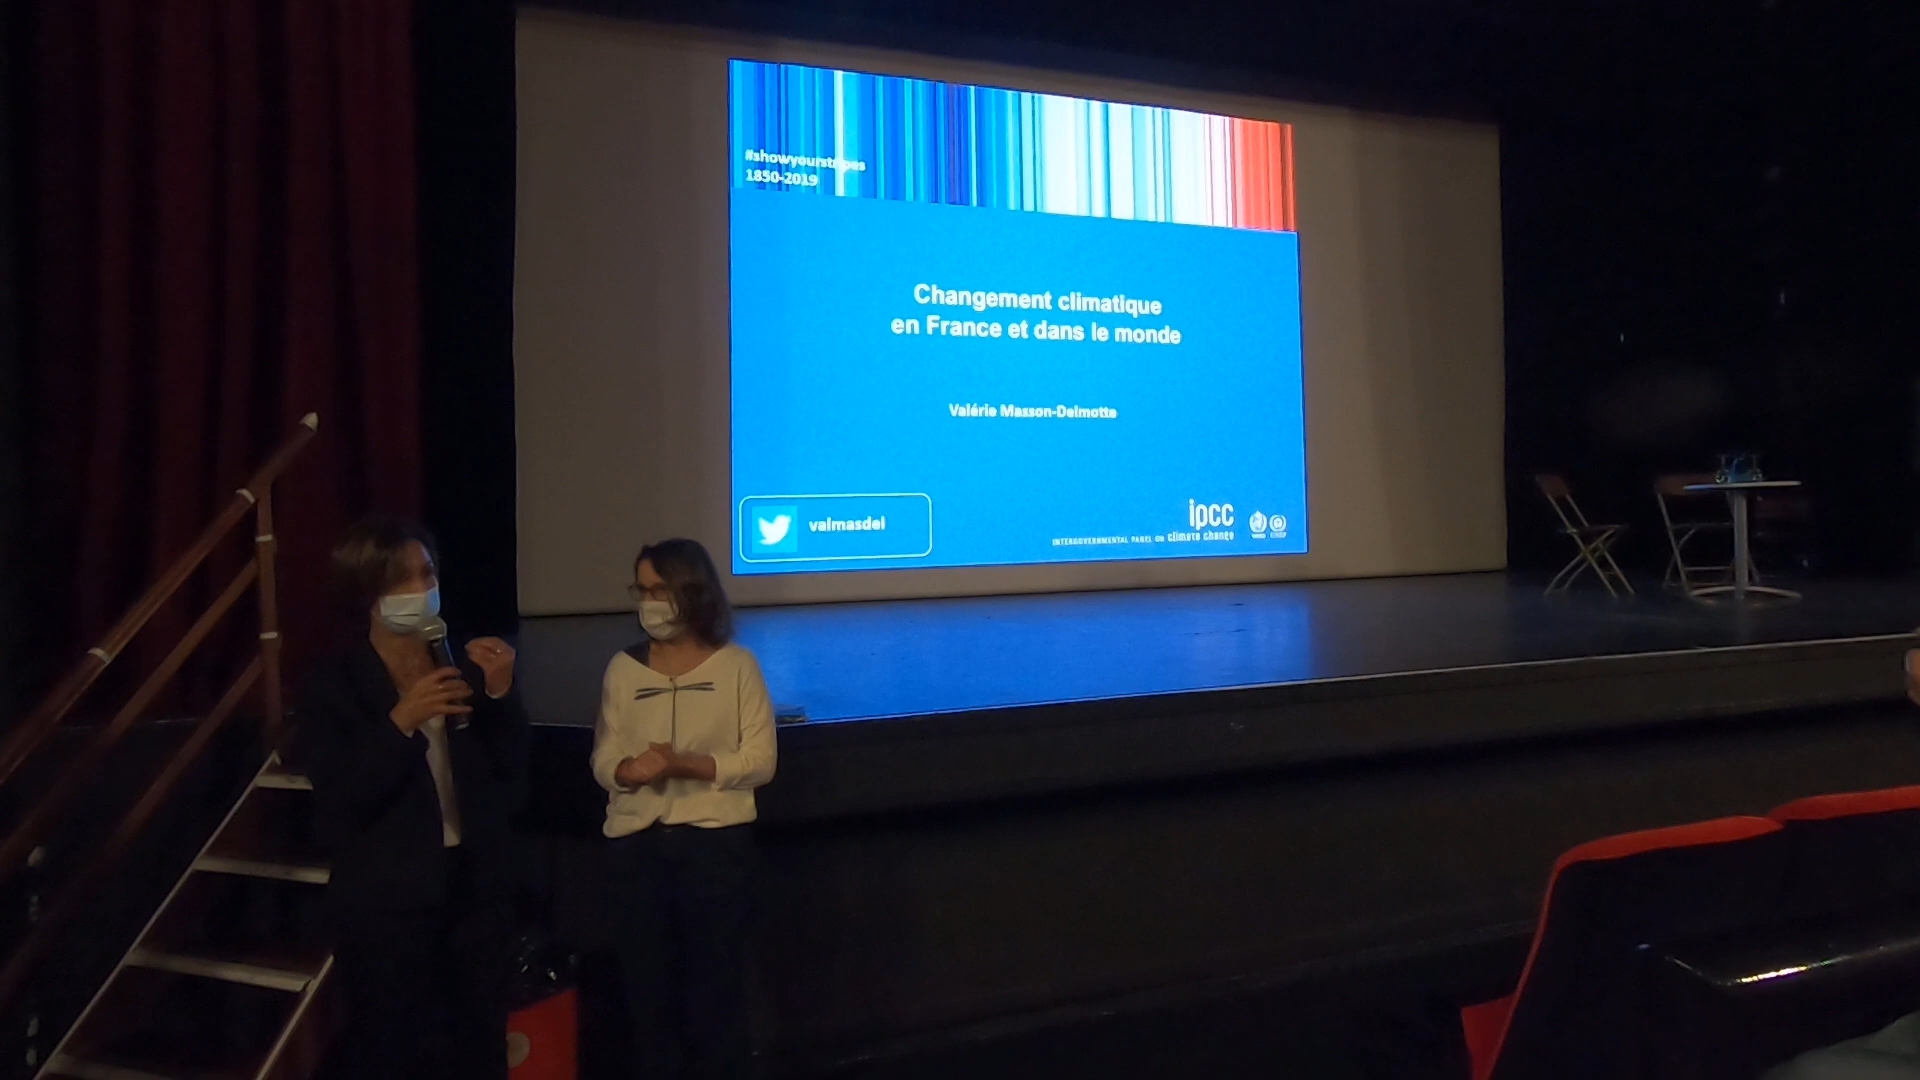 #showyourstripes
1850-2019
Changement climatique
en France et dans le monde
Valérie Masson-Delmotte
valmasdel
ipcc
INTERGOVERNMENTAL PANEL ON climate change